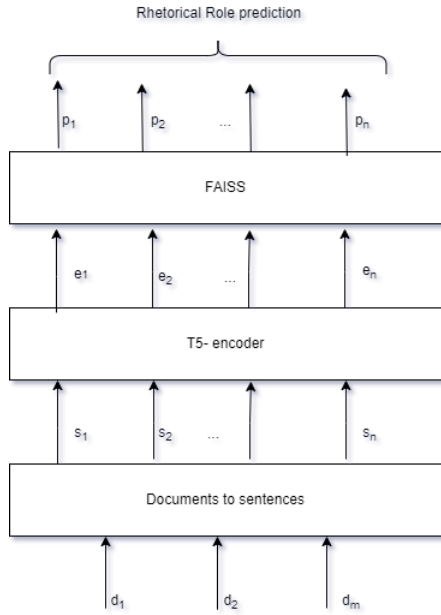 Rhetorical Role prediction
p1 p2 ... pn
FAISS
e1 e2 ... en
T5- encoder
s1 s2 ... sn
Documents to sentences
d1 d2 dm